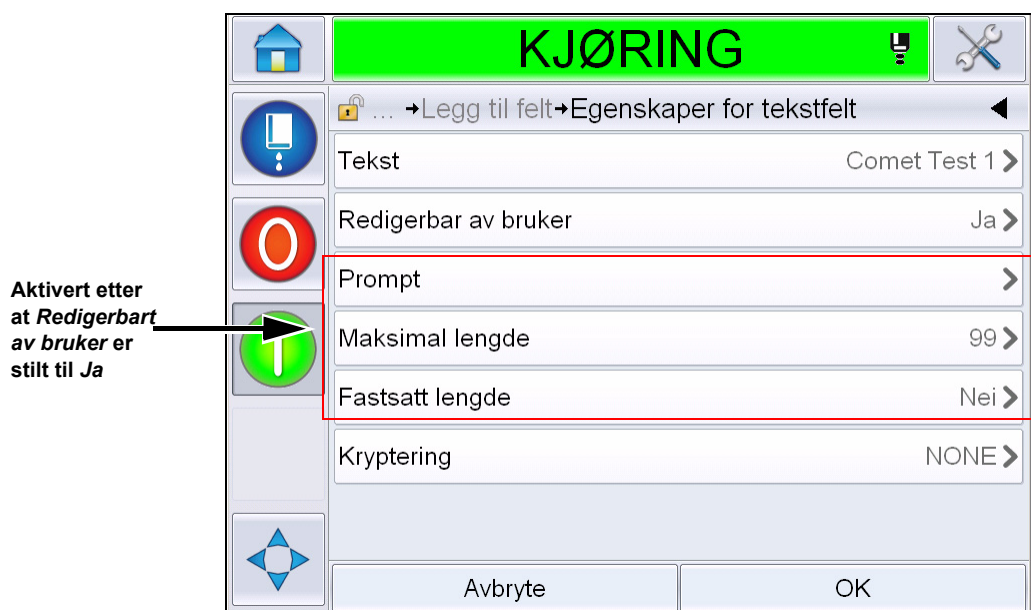 KJØRING
... →Legg til felt→Egenskaper for tekstfelt
Tekst Comet Test 1
Redigerbar av bruker Ja
Prompt
Maksimal lengde 99
Fastsatt lengde Nei
Kryptering NONE
Avbryte OK
Aktivert etter
at Redigerbart
av bruker er
stilt til Ja